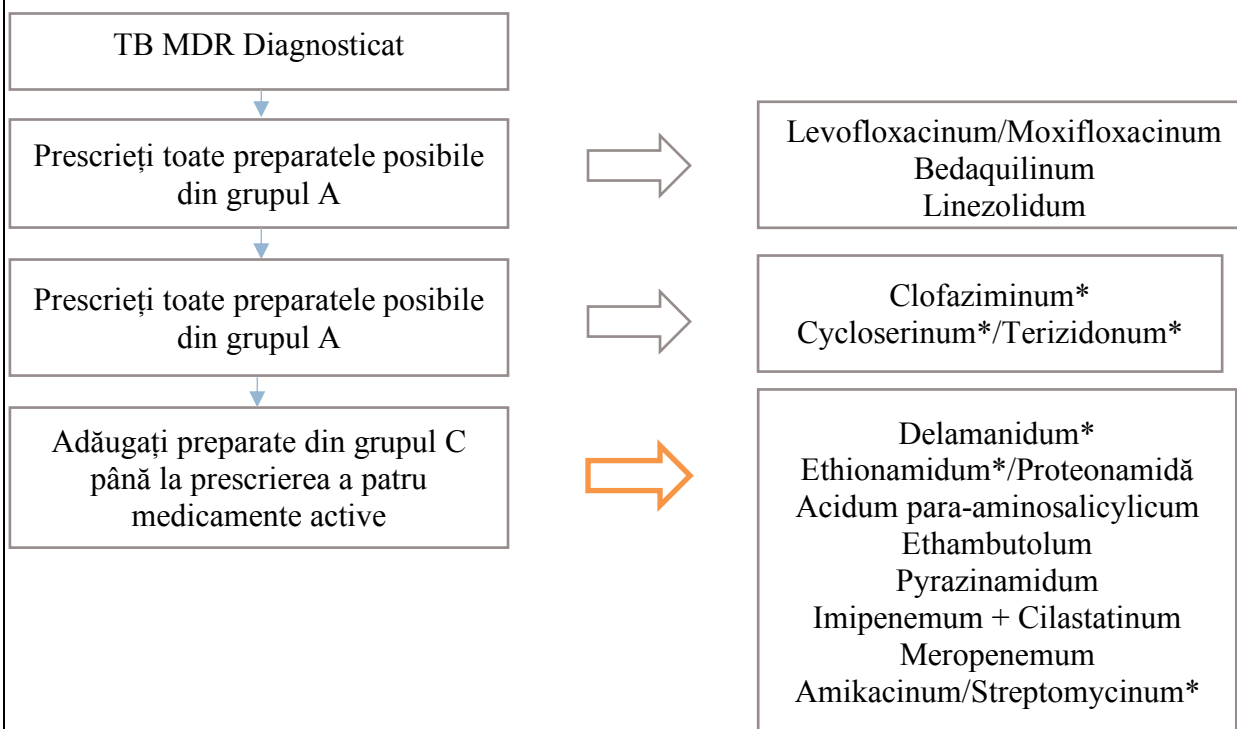 TB MDR Diagnosticat
Prescrieți toate preparatele posibile
din grupul A
Levofloxacinum/Moxifloxacinum
Bedaquilinum
Linezolidum
Prescrieți toate preparatele posibile
din grupul A
Clofaziminum*
Cycloserinum*/Terizidonum*
Adăugați preparate din grupul C
până la prescrierea a patru
medicamente active
Delamanidum*
Ethionamidum*/Proteonamidă
Acidum para-aminosalicylicum
Ethambutolum
Pyrazinamidum
Imipenemum + Cilastatinum
Meropenemum
Amikacinum/Streptomycinum*